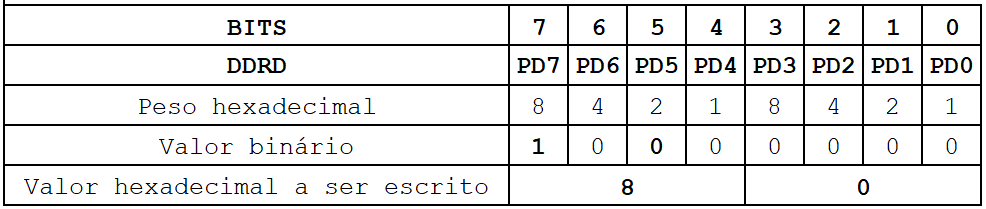 BITS 7 6 5 4 3 2 1 0
DDRD PD7 PD6 PD5 PD4 PD3 PD2 PD1 PD0
Peso hexadecimal 8 4 2 1 8 4 2 1
Valor binário 1 0 0 0 0 0 0 0
Valor hexadecimal a ser escrito 8 0